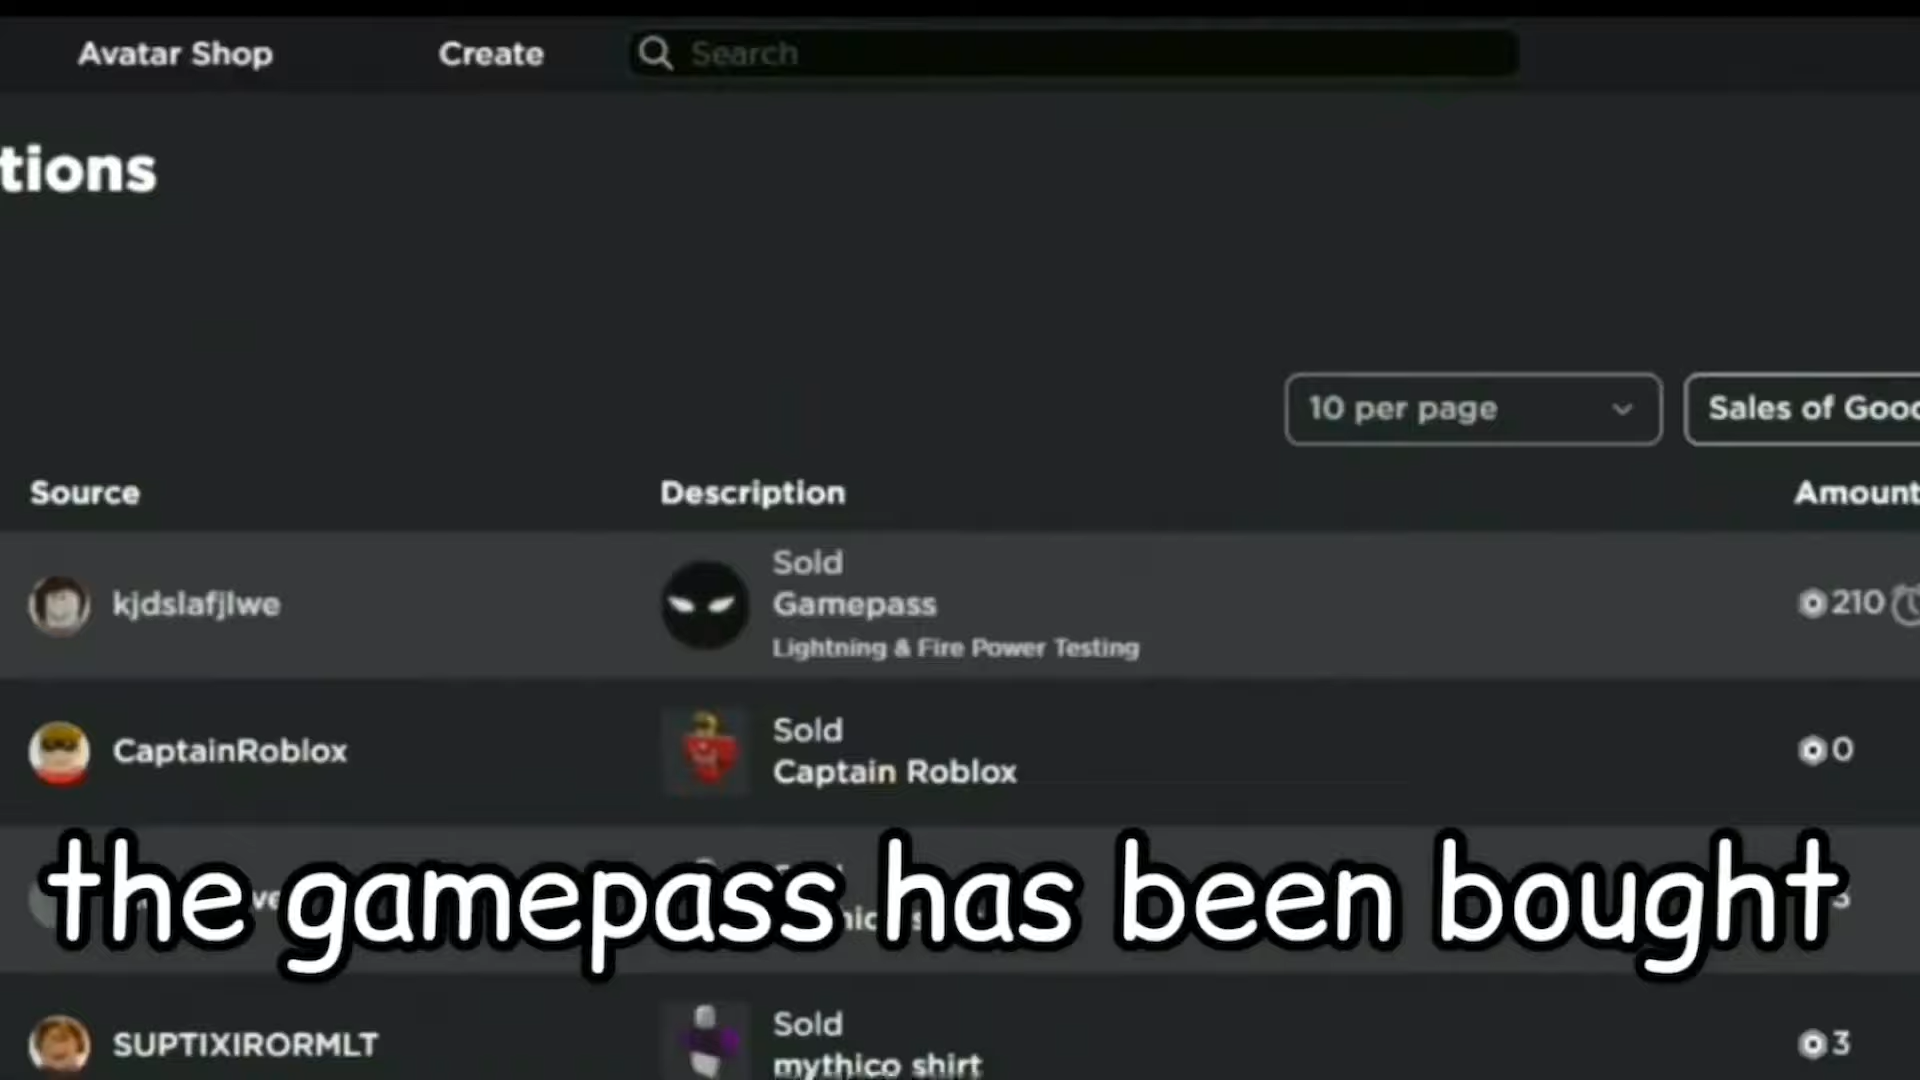 Avatar Shop Create Search
tions
10 per page Sales of Good
Source Description Amount
Sold
kjdslafjlwe Gamepass 210
Lightning & Fire Power Testing
Sold
CaptainRoblox Captain Roblox 0
the gamepass has been bought
Sold
SUPTIXIRORMLT mythico shirt 3